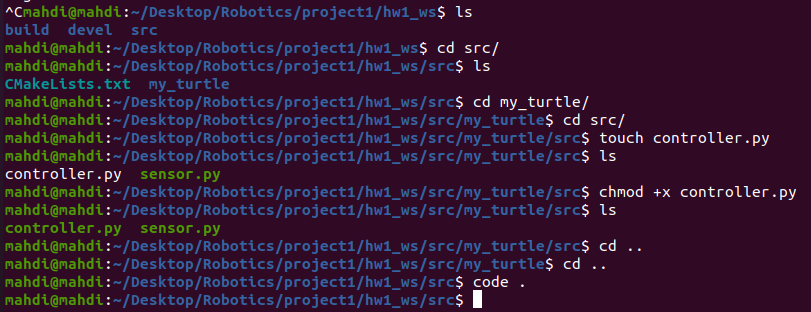 ^Cmahdi@mahdi:~/Desktop/Robotics/project1/hw1_ws$ ls
build  devel  src
mahdi@mahdi:~/Desktop/Robotics/project1/hw1_ws$ cd src/
mahdi@mahdi:~/Desktop/Robotics/project1/hw1_ws/src$ ls
CMakeLists.txt  my_turtle
mahdi@mahdi:~/Desktop/Robotics/project1/hw1_ws/src$ cd my_turtle/
mahdi@mahdi:~/Desktop/Robotics/project1/hw1_ws/src/my_turtle$ cd src/
mahdi@mahdi:~/Desktop/Robotics/project1/hw1_ws/src/my_turtle/src$ touch controller.py
mahdi@mahdi:~/Desktop/Robotics/project1/hw1_ws/src/my_turtle/src$ ls
controller.py  sensor.py
mahdi@mahdi:~/Desktop/Robotics/project1/hw1_ws/src/my_turtle/src$ chmod +x controller.py
mahdi@mahdi:~/Desktop/Robotics/project1/hw1_ws/src/my_turtle/src$ ls
controller.py  sensor.py
mahdi@mahdi:~/Desktop/Robotics/project1/hw1_ws/src/my_turtle/src$ cd ..
mahdi@mahdi:~/Desktop/Robotics/project1/hw1_ws/src/my_turtle$ cd ..
mahdi@mahdi:~/Desktop/Robotics/project1/hw1_ws/src$ code .
mahdi@mahdi:~/Desktop/Robotics/project1/hw1_ws/src$